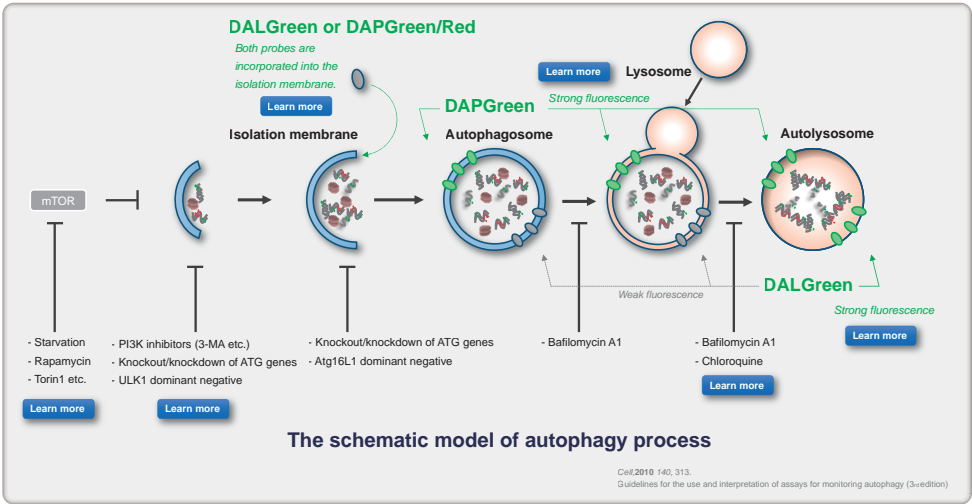 DALGreen or DAPGreen/Red
Both probes are
incorporated into the
isolation membrane.
Learn more
Isolation membrane
Learn more
Lysosome
DAPGreen
Strong fluorescence
Autophagosome
Autolysosome
mTOR
DALGreen
Weak fluorescence
Strong fluorescence
Learn more
- Starvation
- Rapamycin
- Torin1 etc.
Learn more
- PI3K inhibitors (3-MA etc.)
- Knockout/knockdown of ATG genes
- ULK1 dominant negative
Learn more
- Knockout/knockdown of ATG genes
- Atg16L1 dominant negative
- Bafilomycin A1
- Bafilomycin A1
- Chloroquine
Learn more
The schematic model of autophagy process
Cell,2010 140, 313.
Guidelines for the use and interpretation of assays for monitoring autophagy (3rd edition)